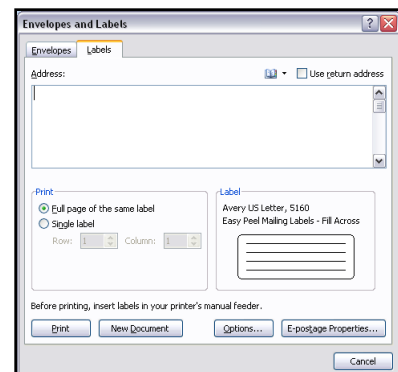 Envelopes and Labels
Envelopes Labels
Address: Use return address
Print
Full page of the same label
Single label
Row: 1 Column: 1
Label
Avery US Letter, 5160
Easy Peel Mailing Labels - Fill Across
Before printing, insert labels in your printer's manual feeder.
Print New Document Options... E-postage Properties...
Cancel